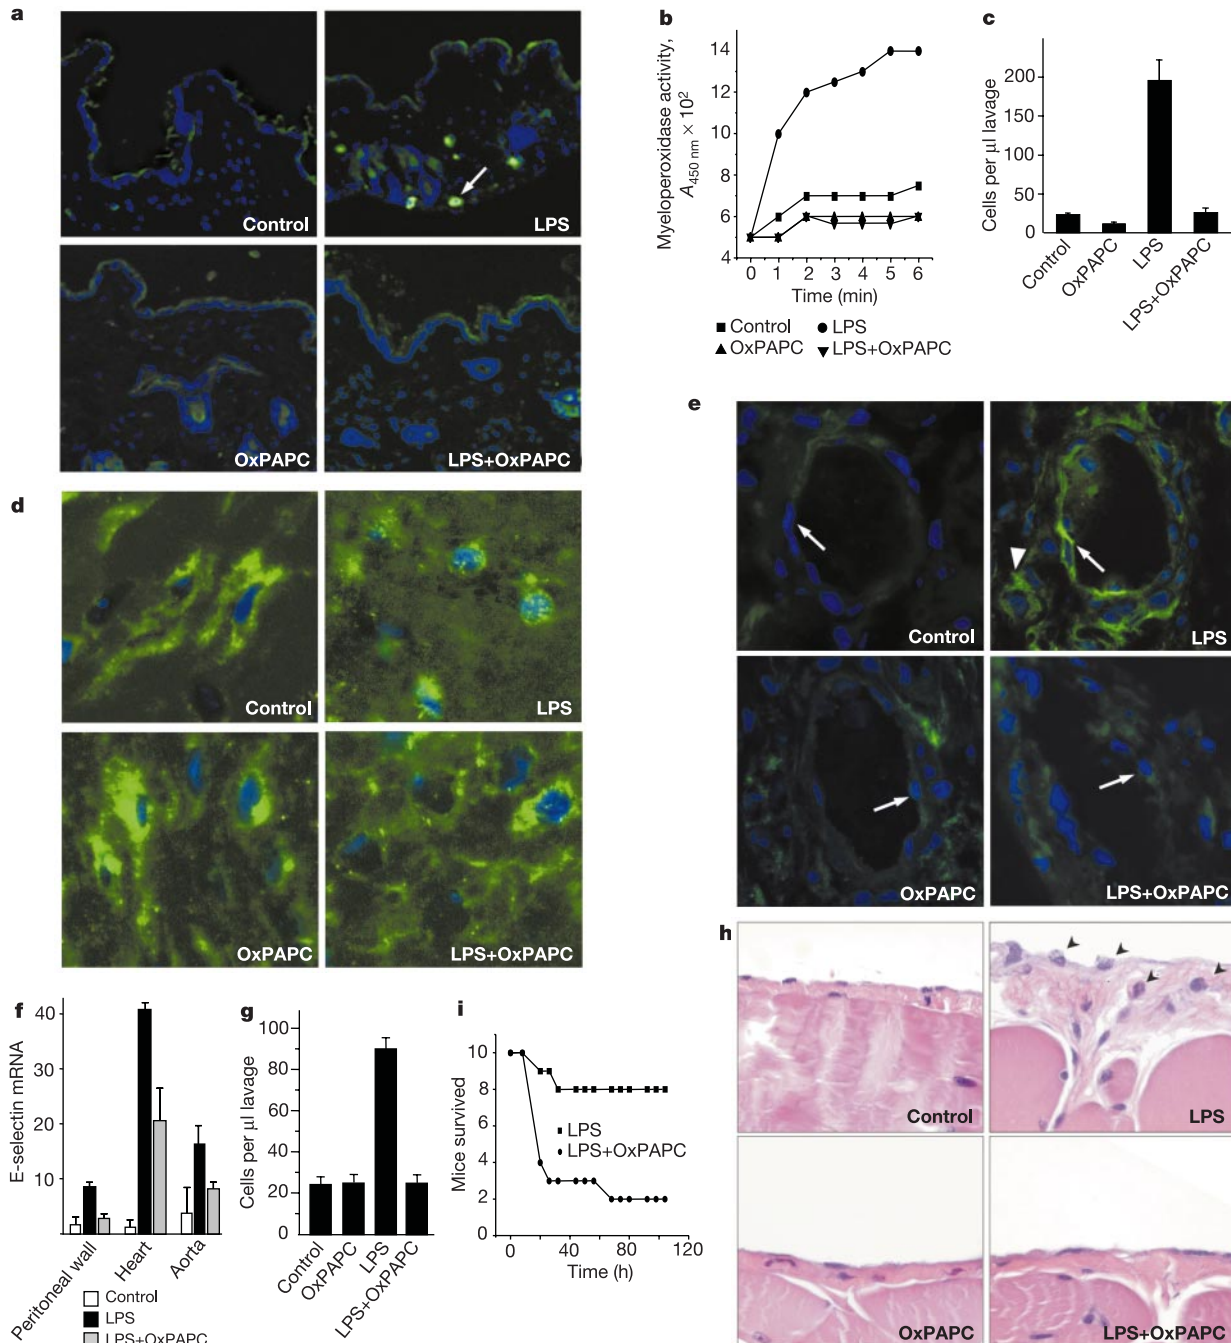 a
Control
LPS
OxPAPC
LPS+OxPAPC
b
Myeloperoxidase activity,
A450 nm × 10²
14
12
10
8
6
4
0 1 2 3 4 5 6
Time (min)
Control
LPS
OxPAPC
LPS+OxPAPC
c
Cells per µl lavage
200
150
100
50
0
Control
OxPAPC
LPS
LPS+OxPAPC
d
Control
LPS
OxPAPC
LPS+OxPAPC
e
Control
LPS
OxPAPC
LPS+OxPAPC
f
E-selectin mRNA
40
30
20
10
Peritoneal wall
Heart
Aorta
Control
LPS
LPS+OxPAPC
g
Cells per µl lavage
100
80
60
40
20
0
Control
OxPAPC
LPS
LPS+OxPAPC
i
Mice survived
10
8
6
4
2
0
LPS
LPS+OxPAPC
0 40 80 120
Time (h)
h
Control
LPS
OxPAPC
LPS+OxPAPC